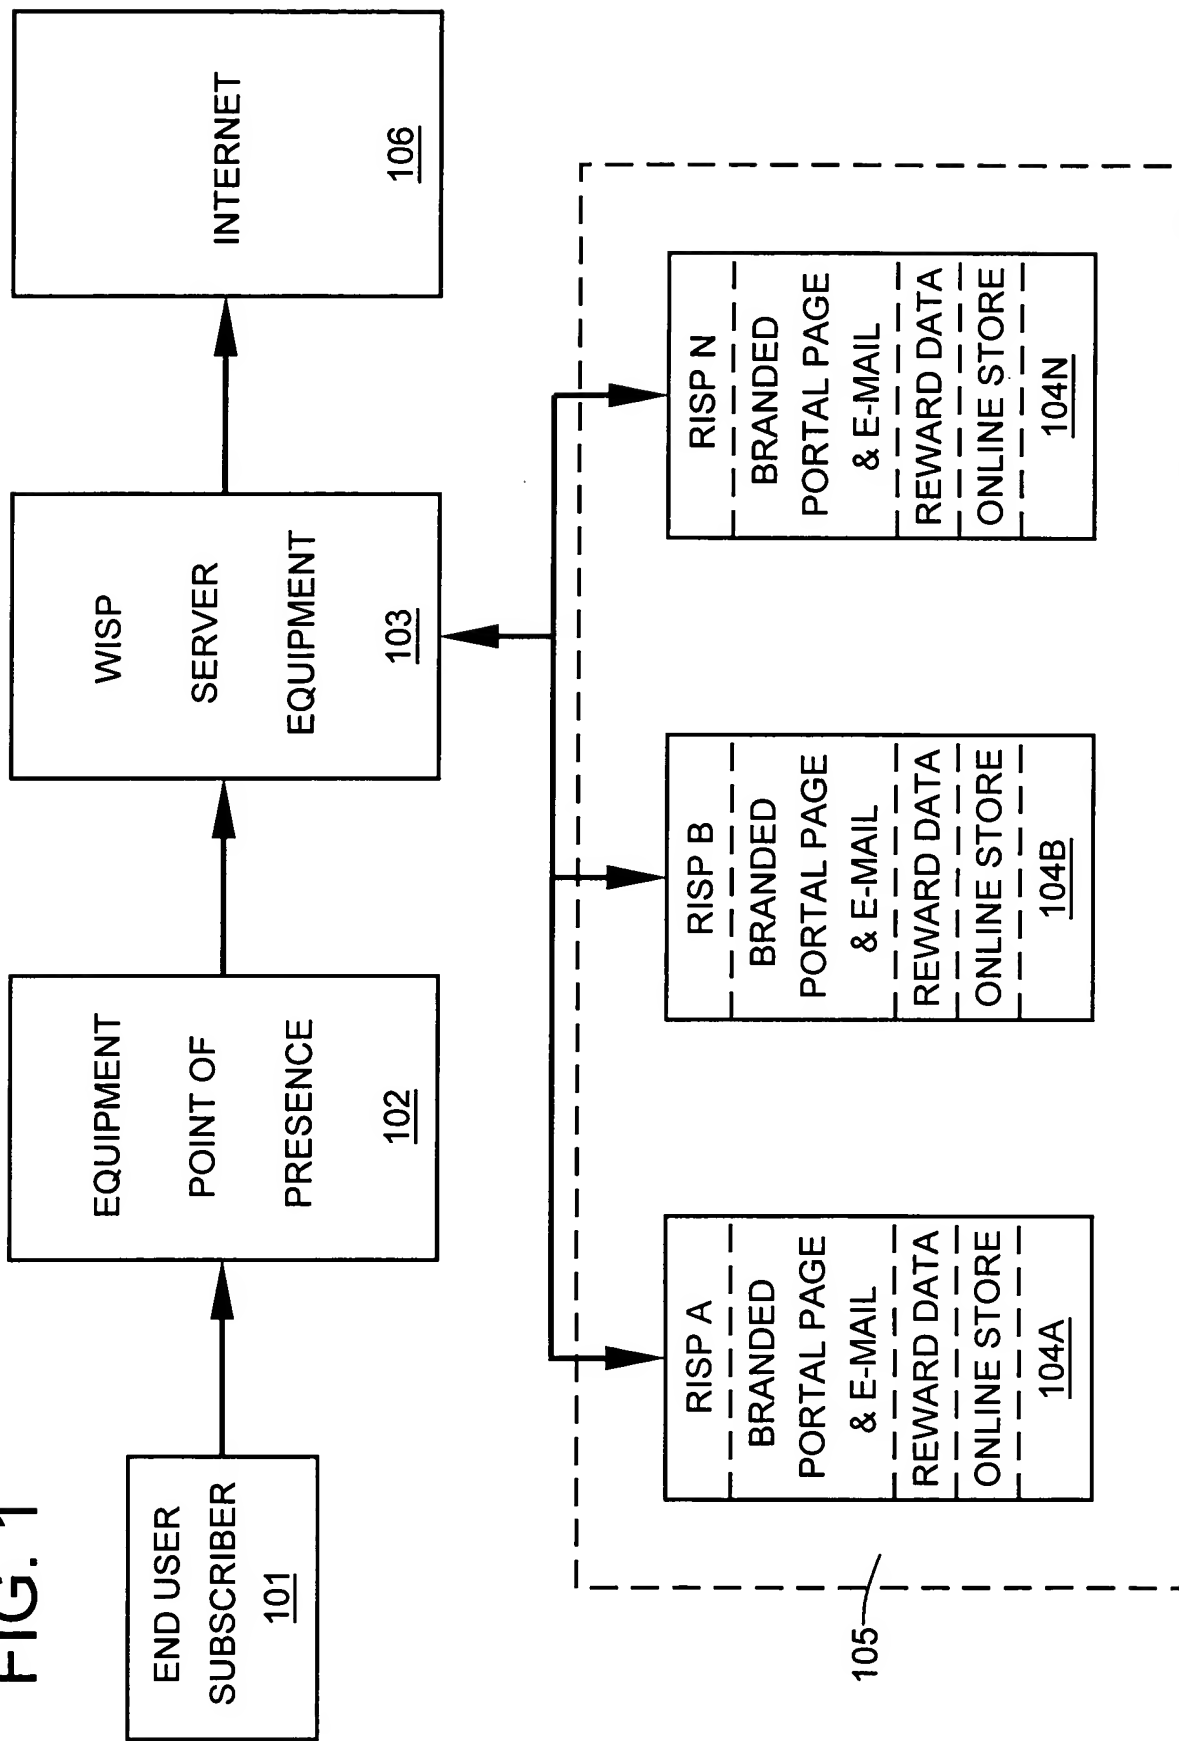 FIG. 1
END USER
SUBSCRIBER
101
EQUIPMENT
POINT OF
PRESENCE
102
WISP
SERVER
EQUIPMENT
103
INTERNET
106
105
RISP A
BRANDED
PORTAL PAGE
& E-MAIL
REWARD DATA
ONLINE STORE
104A
RISP B
BRANDED
PORTAL PAGE
& E-MAIL
REWARD DATA
ONLINE STORE
104B
RISP N
BRANDED
PORTAL PAGE
& E-MAIL
REWARD DATA
ONLINE STORE
104N